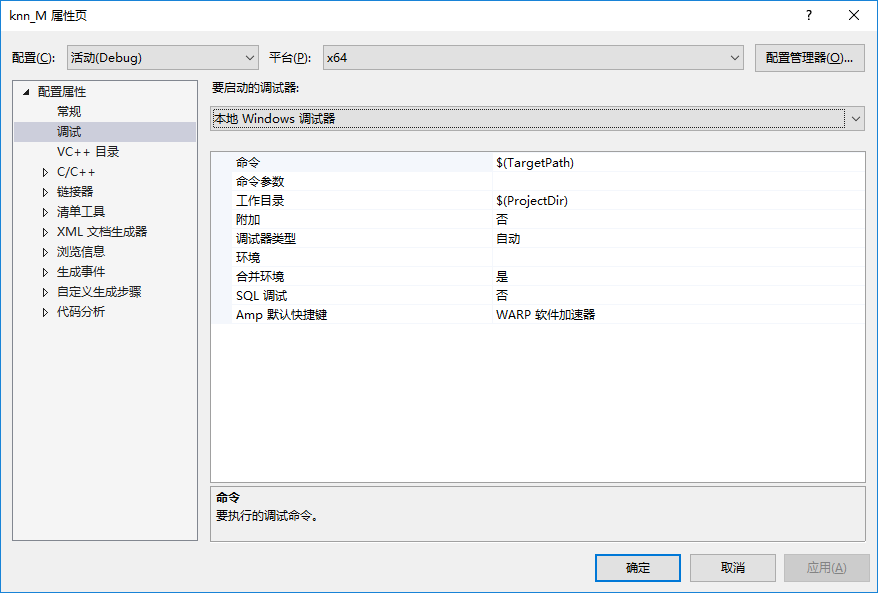 knn_M 属性页
配置(C): 活动(Debug) 平台(P): x64 配置管理器(O)...
配置属性
常规
调试
VC++ 目录
C/C++
链接器
清单工具
XML 文档生成器
浏览信息
生成事件
自定义生成步骤
代码分析
要启动的调试器:
本地 Windows 调试器
命令 $(TargetPath)
命令参数
工作目录 $(ProjectDir)
附加 否
调试器类型 自动
环境
合并环境 是
SQL 调试 否
Amp 默认快捷键 WARP 软件加速器
命令
要执行的调试命令。
确定 取消 应用(A)